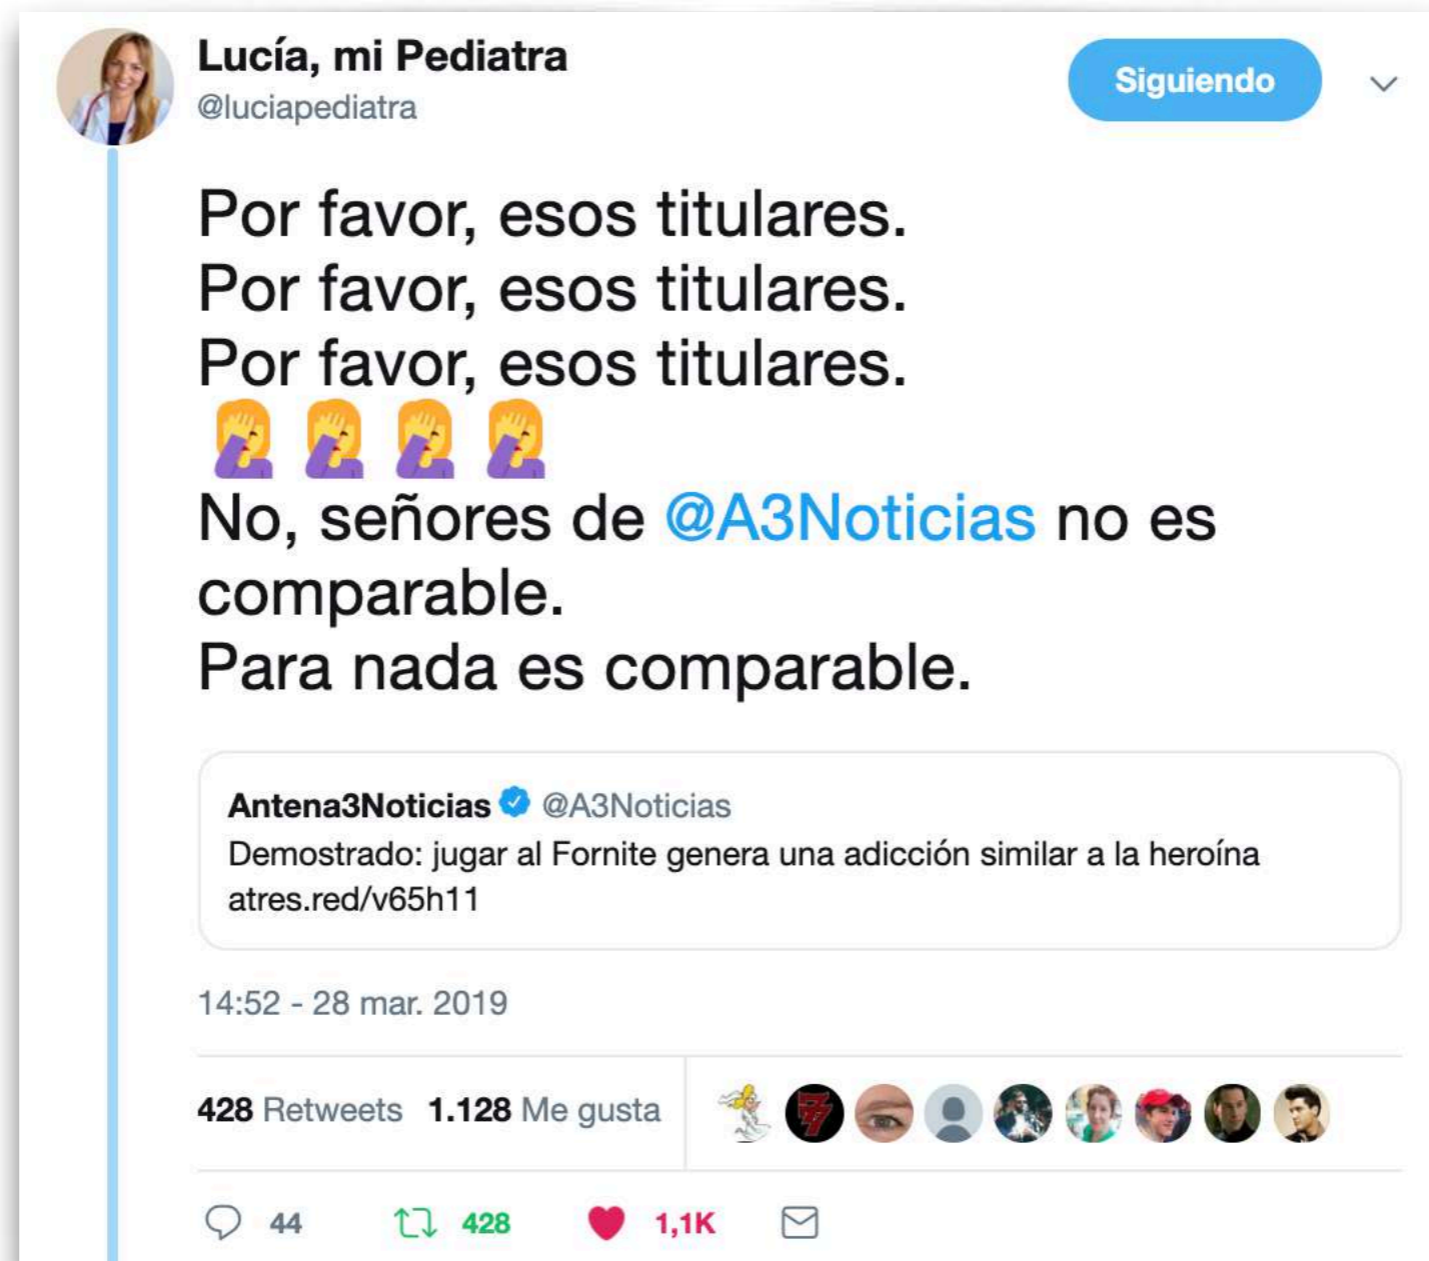 Lucía, mi Pediatra
@luciapediatra
Siguiendo
Por favor, esos titulares.
Por favor, esos titulares.
Por favor, esos titulares.
🤦‍♀️ 🤦‍♀️ 🤦‍♀️ 🤦‍♀️
No, señores de @A3Noticias no es
comparable.
Para nada es comparable.
Antena3Noticias @A3Noticias
Demostrado: jugar al Fornite genera una adicción similar a la heroína
atres.red/v65h11
14:52 - 28 mar. 2019
428 Retweets 1.128 Me gusta
44 428 1,1K